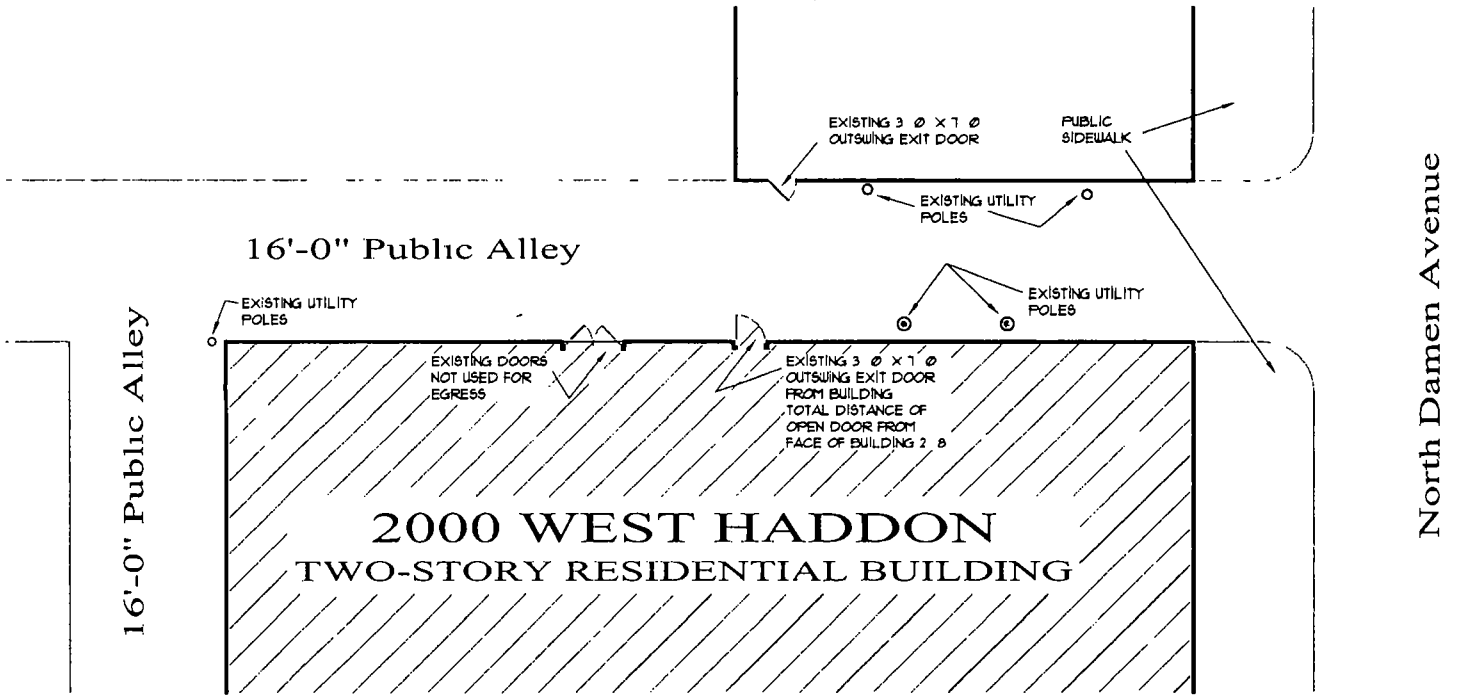 EXISTING 3 Ø X 7 Ø
OUTSWING EXIT DOOR
PUBLIC
SIDEWALK
EXISTING UTILITY
POLES
16'-0" Public Alley
EXISTING UTILITY
POLES
EXISTING UTILITY
POLES
EXISTING DOORS
NOT USED FOR
EGRESS
EXISTING 3 Ø X 7 Ø
OUTSWING EXIT DOOR
FROM BUILDING
TOTAL DISTANCE OF
OPEN DOOR FROM
FACE OF BUILDING 2 8
2000 WEST HADDON
TWO-STORY RESIDENTIAL BUILDING
16'-0" Public Alley
North Damen Avenue